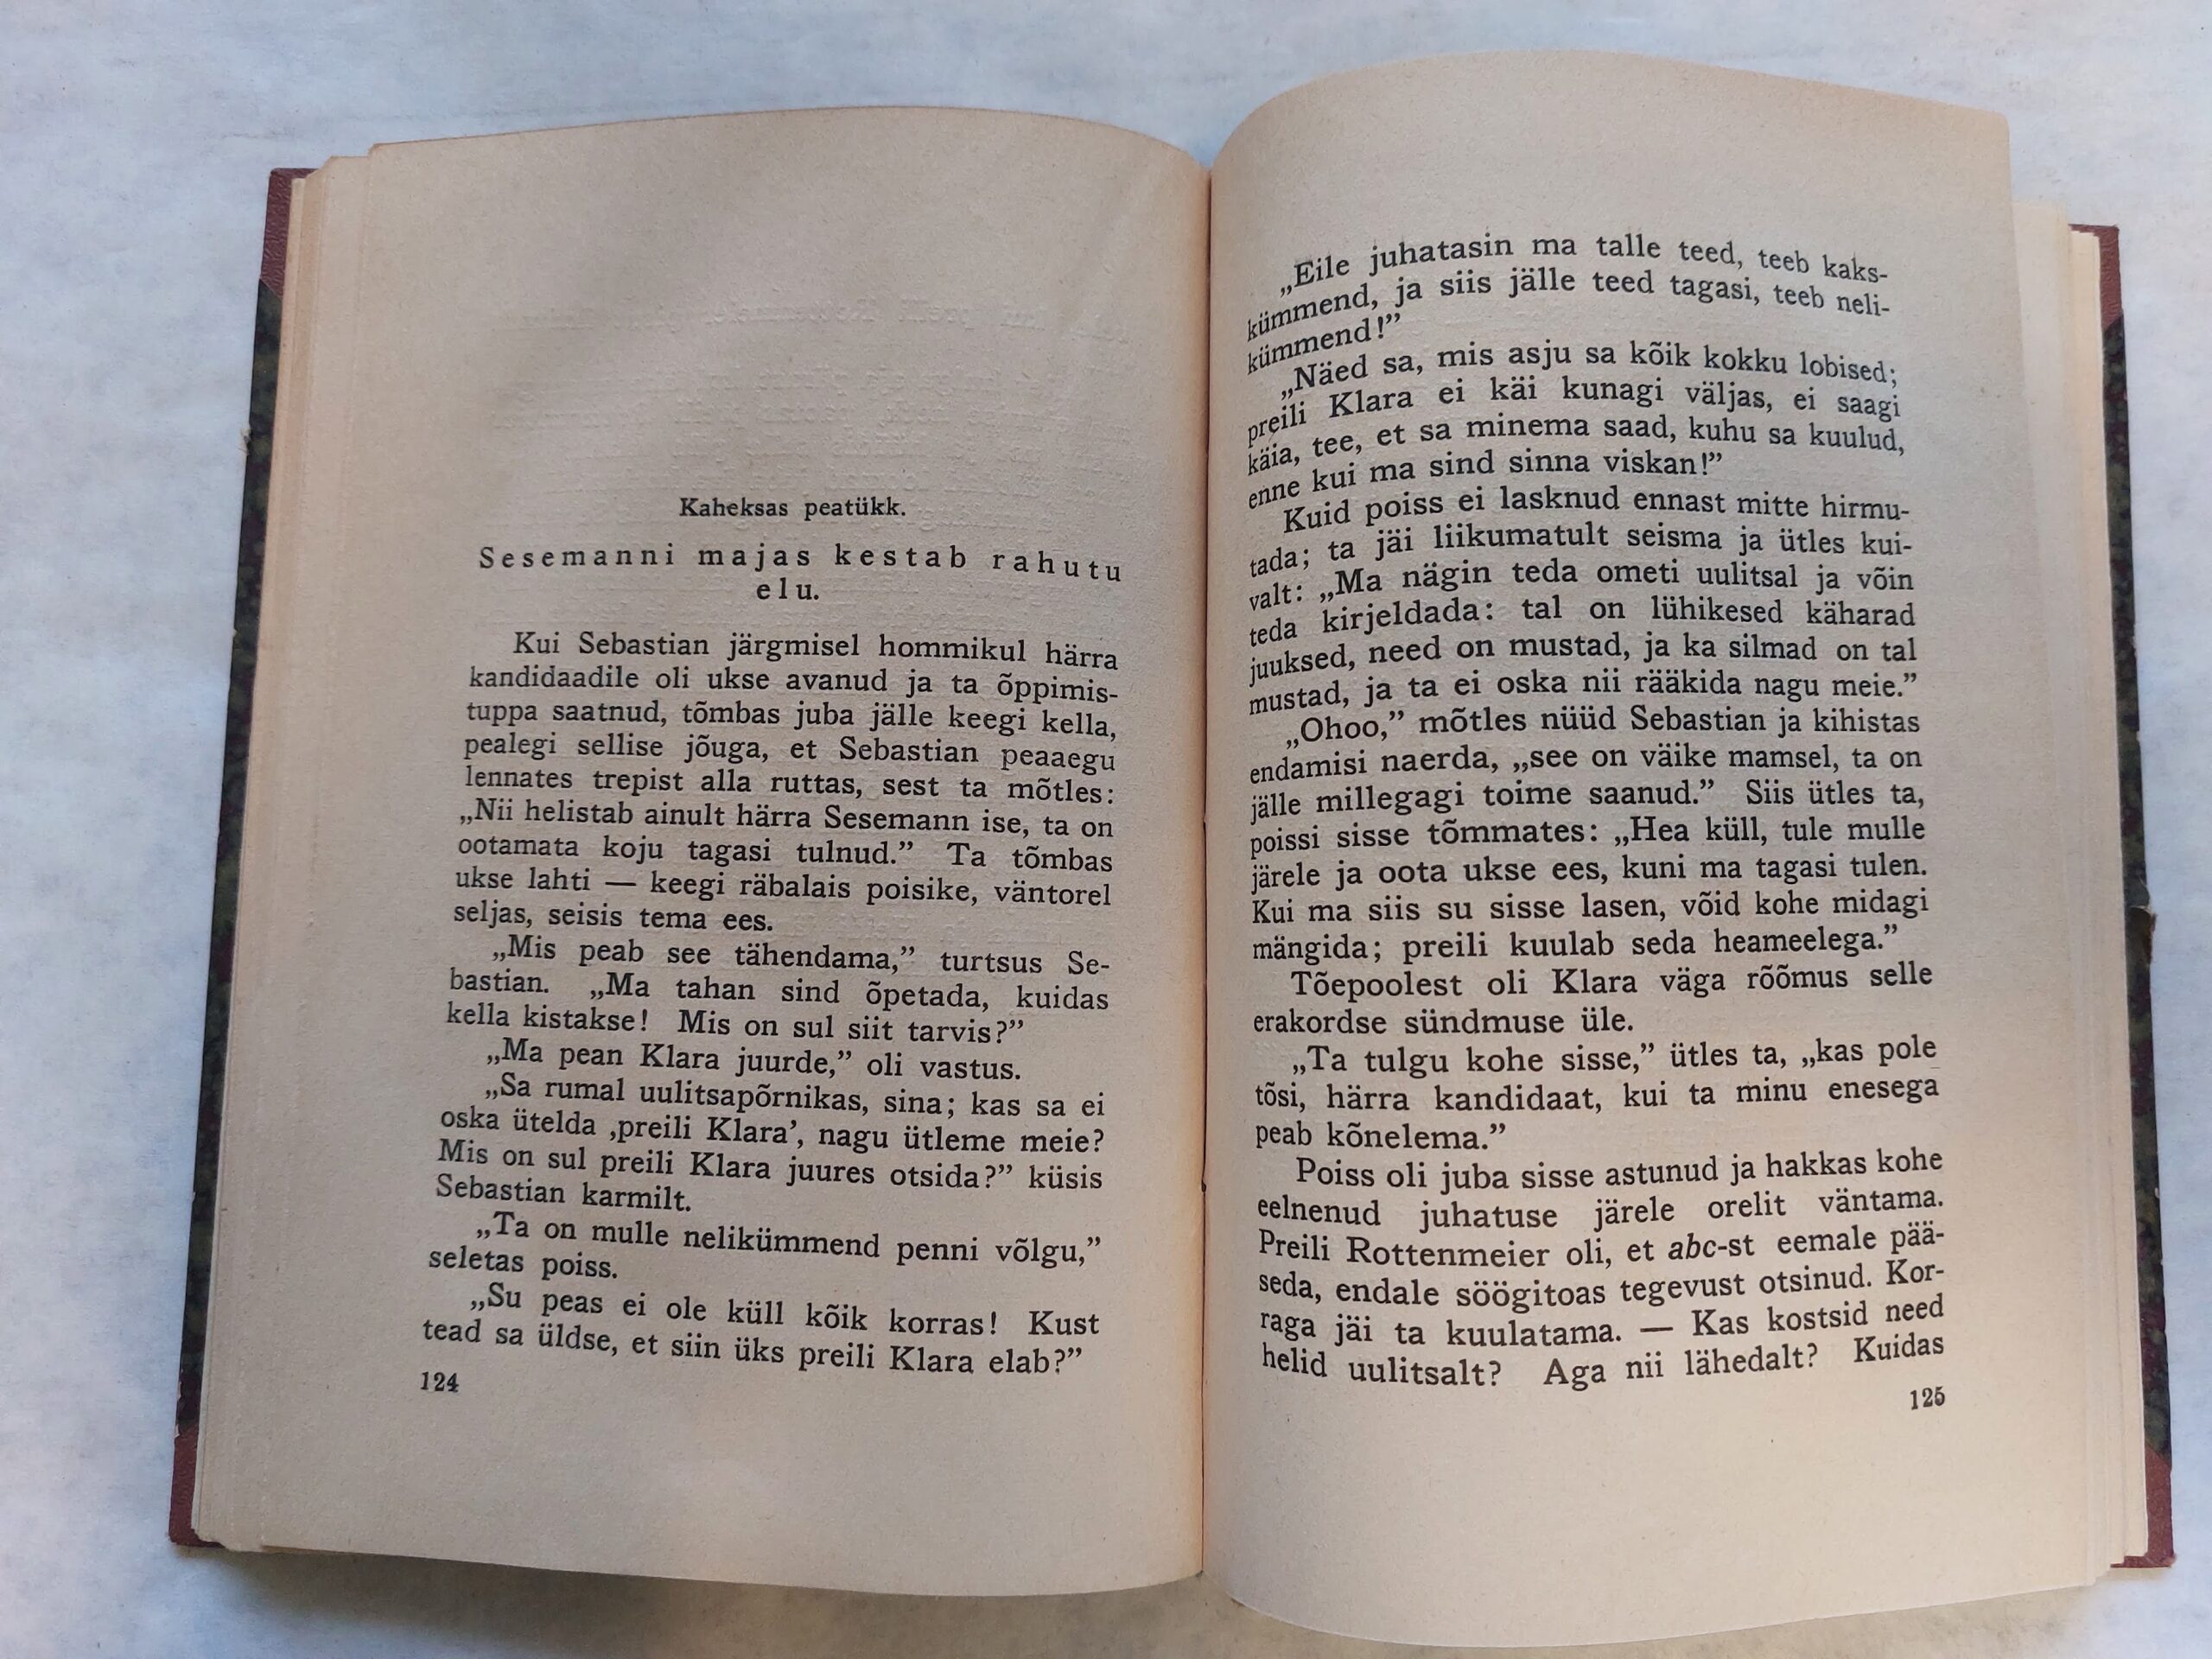 Kaheksas peatükk.
Sesemanni majas kestab rahutu
elu.
Kui Sebastian järgmisel hommikul härra
kandidaadile oli ukse avanud ja ta õppimis-
tuppa saatnud, tõmbas juba jälle keegi kella,
pealegi sellise jõuga, et Sebastian peaaegu
lennates trepist alla ruttas, sest ta mõtles:
„Nii helistab ainult härra Sesemann ise, ta on
ootamata koju tagasi tulnud.” Ta tõmbas
ukse lahti — keegi räbalais poisike, väntorel
seljas, seisis tema ees.
„Mis peab see tähendama,” turtsus Se-
bastian. „Ma tahan sind õpetada, kuidas
kella kistakse! Mis on sul siit tarvis?”
„Ma pean Klara juurde,” oli vastus.
„Sa rumal uulitsapõrnikas, sina; kas sa ei
oska ütelda ‚preili Klara’, nagu ütleme meie?
Mis on sul preili Klara juures otsida?” küsis
Sebastian karmilt.
„Ta on mulle nelikümmend penni võlgu,”
seletas poiss.
„Su peas ei ole küll kõik korras! Kust
tead sa üldse, et siin üks preili Klara elab?”
124
„Eile juhatasin ma talle teed, teeb kaks-
kümmend, ja siis jälle teed tagasi, teeb neli-
kümmend!”
„Näed sa, mis asju sa kõik kokku lobised;
preili Klara ei käi kunagi väljas, ei saagi
käia, tee, et sa minema saad, kuhu sa kuulud,
enne kui ma sind sinna viskan!”
Kuid poiss ei lasknud ennast mitte hirmu-
tada; ta jäi liikumatult seisma ja ütles kui-
valt: „Ma nägin teda ometi uulitsal ja võin
teda kirjeldada: tal on lühikesed käharad
juuksed, need on mustad, ja ka silmad on tal
mustad, ja ta ei oska nii rääkida nagu meie.”
„Ohoo,” mõtles nüüd Sebastian ja kihistas
endamisi naerda, „see on väike mamsel, ta on
jälle millegagi toime saanud.” Siis ütles ta,
poissi sisse tõmmates: „Hea küll, tule mulle
järele ja oota ukse ees, kuni ma tagasi tulen.
Kui ma siis su sisse lasen, võid kohe midagi
mängida; preili kuulab seda heameelega.”
Tõepoolest oli Klara väga rõõmus selle
erakordse sündmuse üle.
„Ta tulgu kohe sisse,” ütles ta, „kas pole
tõsi, härra kandidaat, kui ta minu enesega
peab kõnelema.”
Poiss oli juba sisse astunud ja hakkas kohe
eelnenud juhatuse järele orelit väntama.
Preili Rottenmeier oli, et abc-st eemale pää-
seda, endale söögitoas tegevust otsinud. Kor-
raga jäi ta kuulatama. — Kas kostsid need
helid uulitsalt? Aga nii lähedalt? Kuidas
125